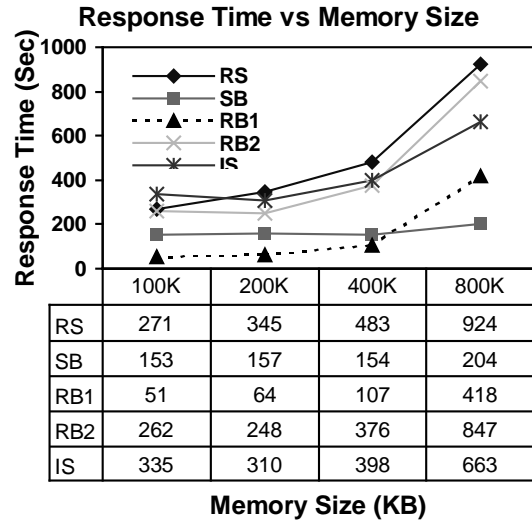 Response Time vs Memory Size
Response Time (Sec)
1000
800
600
400
200
0
RS
SB
RB1
RB2
IS
100K 200K 400K 800K
RS 271 345 483 924
SB 153 157 154 204
RB1 51 64 107 418
RB2 262 248 376 847
IS 335 310 398 663
Memory Size (KB)